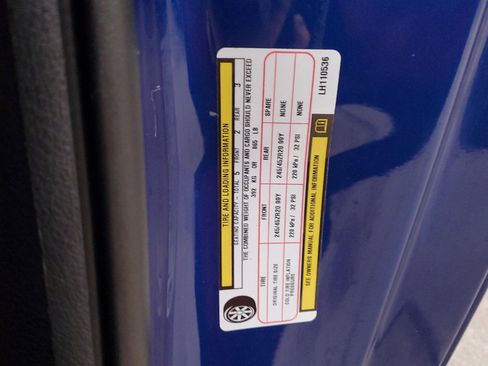 TIRE AND LOADING INFORMATION
SEATING CAPACITY - TOTAL 5 FRONT 2 REAR 3
THE COMBINED WEIGHT OF OCCUPANTS AND CARGO SHOULD NEVER EXCEED
392 KG OR 865 LB
TIRE FRONT REAR SPARE
ORIGINAL TIRE SIZE 245/45ZR20 99Y 245/45ZR20 99Y NONE
COLD TIRE INFLATION PRESSURE 220 kPa / 32 PSI 220 kPa / 32 PSI NONE
SEE OWNERS MANUAL FOR ADDITIONAL INFORMATION
LH110536